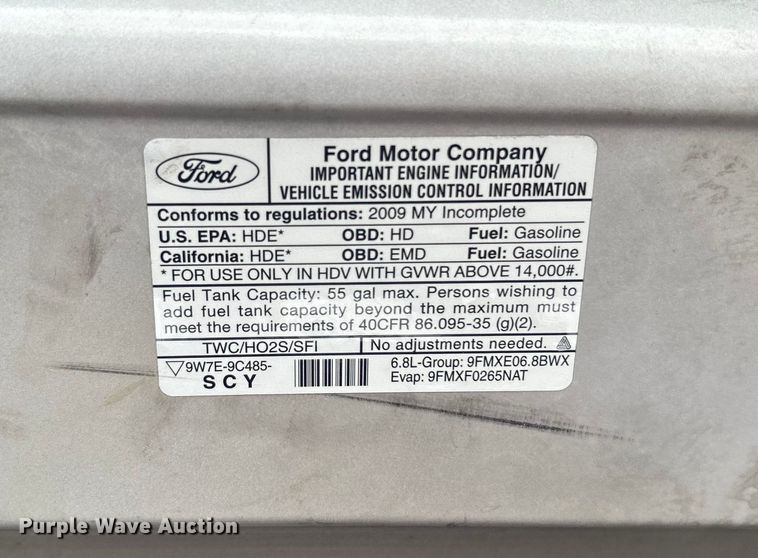 Ford
Ford Motor Company
IMPORTANT ENGINE INFORMATION/
VEHICLE EMISSION CONTROL INFORMATION
Conforms to regulations: 2009 MY Incomplete
U.S. EPA: HDE* OBD: HD Fuel: Gasoline
California: HDE* OBD: EMD Fuel: Gasoline
* FOR USE ONLY IN HDV WITH GVWR ABOVE 14,000#.
Fuel Tank Capacity: 55 gal max. Persons wishing to
add fuel tank capacity beyond the maximum must
meet the requirements of 40CFR 86.095-35 (g)(2).
TWC/HO2S/SFI No adjustments needed.
9W7E-9C485- 6.8L-Group: 9FMXE06.8BWX
SCY Evap: 9FMXF0265NAT
Purple Wave Auction
Purple Wave Auction